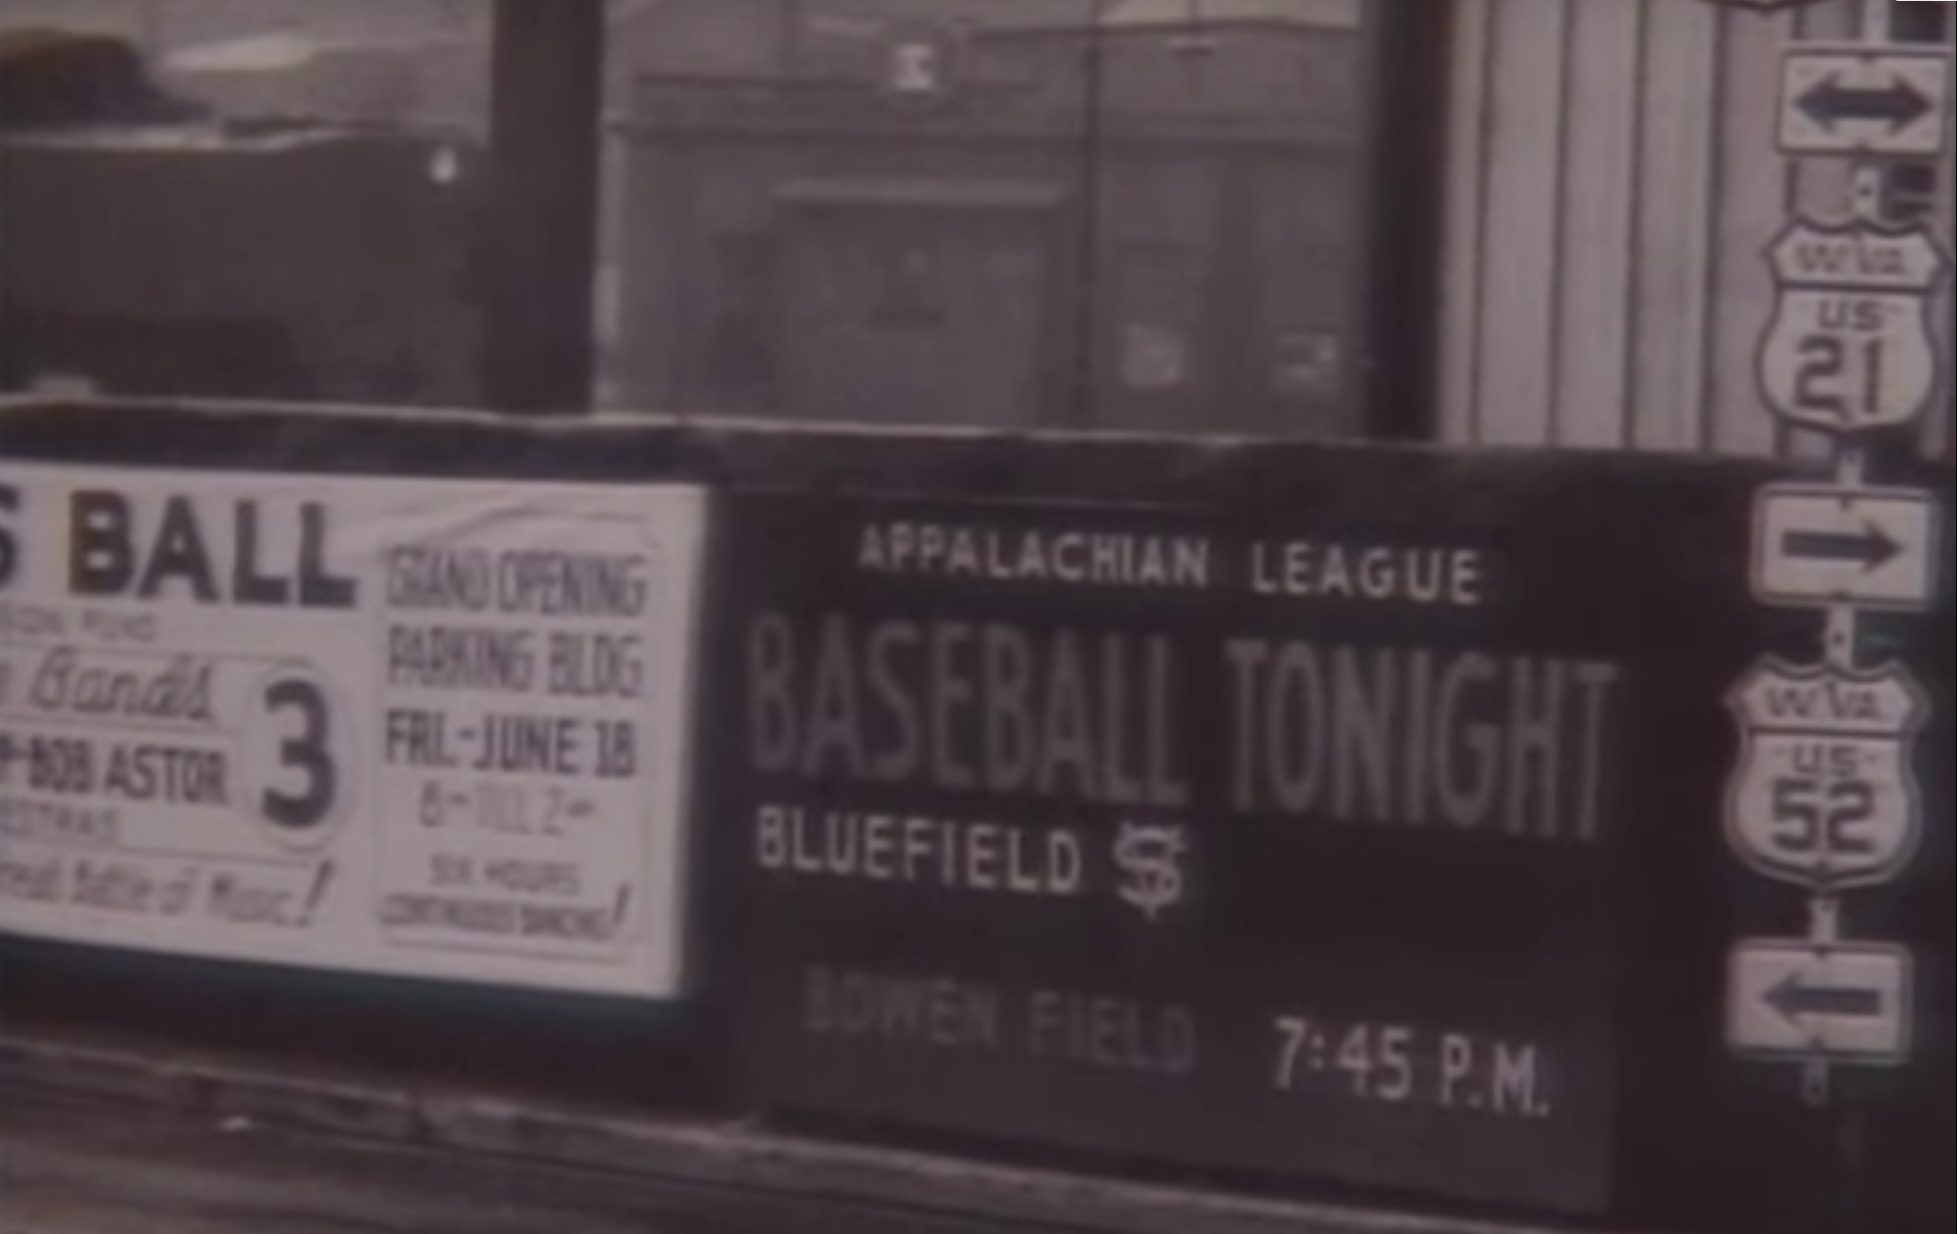 BALL
Bands
3
BOB ASTOR
Battle of Music!
GRAND OPENING
PARKING BLDG
FRI.-JUNE 18
SIX HOURS
CONTINUOUS DANCING!
APPALACHIAN LEAGUE
BASEBALL TONIGHT
BLUEFIELD VS
BOWEN FIELD 7:45 P.M.
W.VA.
US
21
W.VA.
US
52